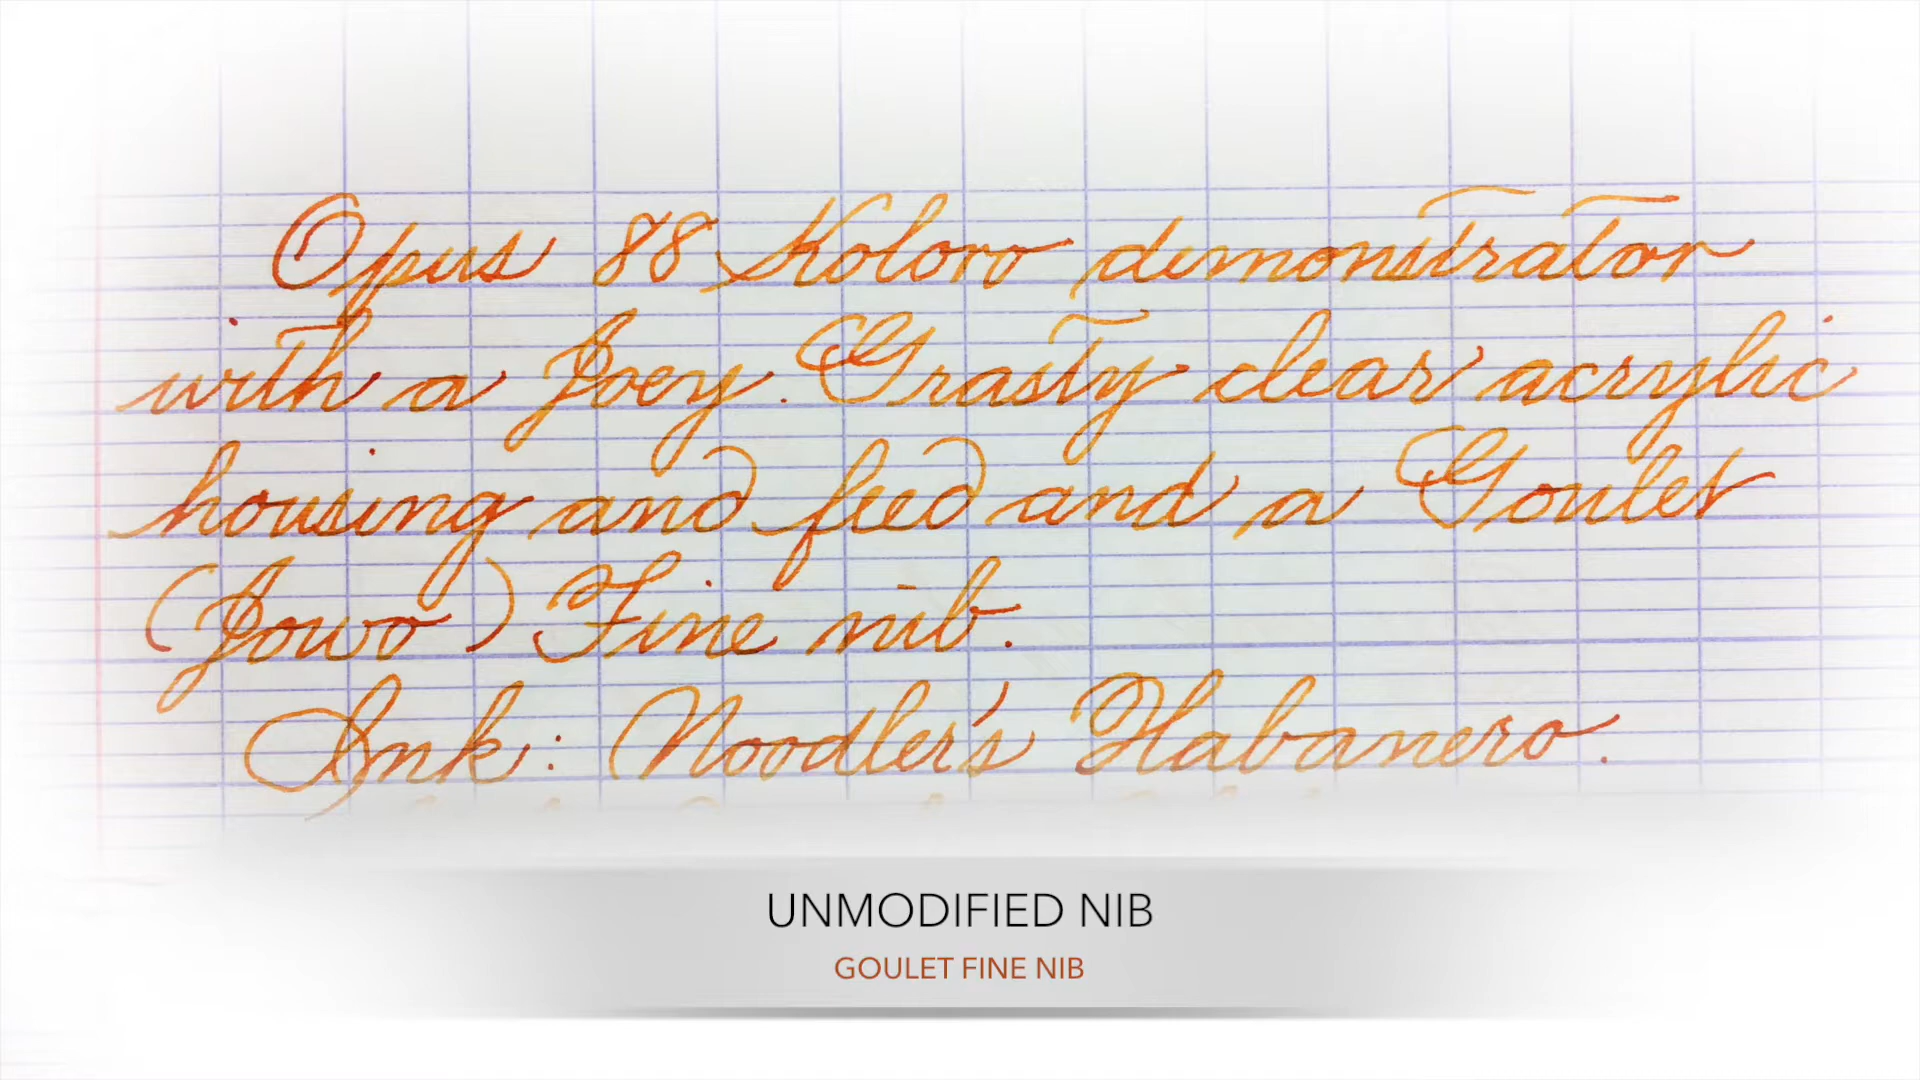 Opus 88 Koloro demonstrator
with a Joey. Grasty clear acrylic
housing and feed and a Goulet
(Jowo) Fine nib.
Ink: Noodler's Habanero.
UNMODIFIED NIB
GOULET FINE NIB